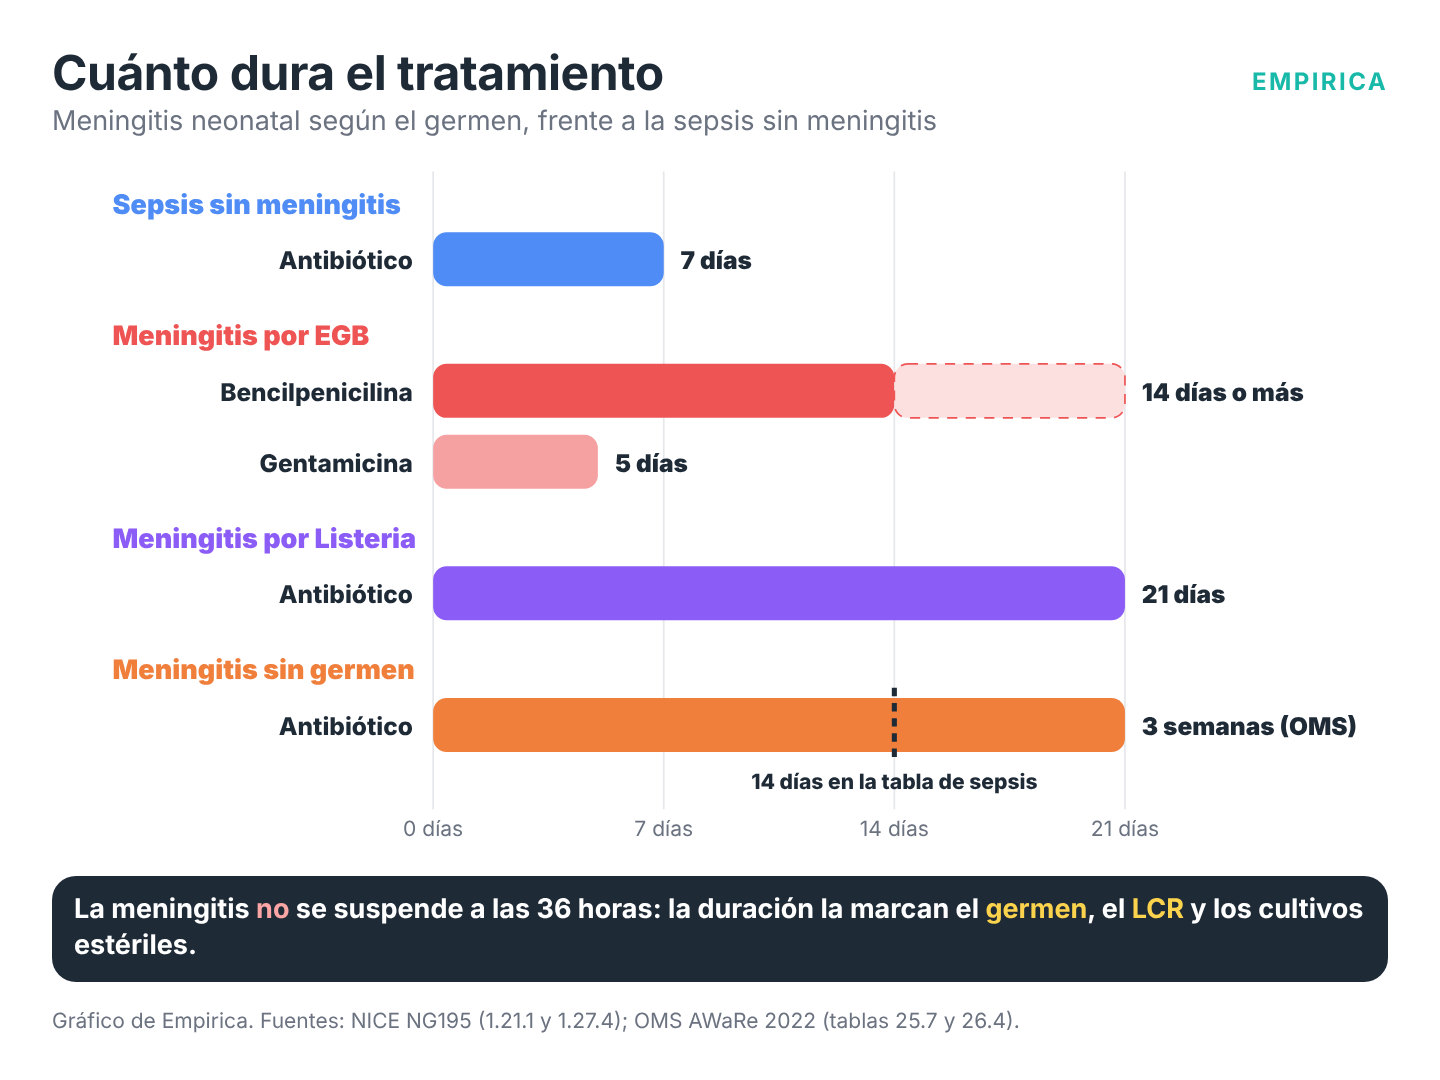 Cuánto dura el tratamiento
EMPIRICA
Meningitis neonatal según el germen, frente a la sepsis sin meningitis
Sepsis sin meningitis
Antibiótico
7 días
Meningitis por EGB
Bencilpenicilina
14 días o más
Gentamicina
5 días
Meningitis por Listeria
Antibiótico
21 días
Meningitis sin germen
Antibiótico
3 semanas (OMS)
14 días en la tabla de sepsis
0 días
7 días
14 días
21 días
La meningitis no se suspende a las 36 horas: la duración la marcan el germen, el LCR y los cultivos
estériles.
Gráfico de Empirica. Fuentes: NICE NG195 (1.21.1 y 1.27.4); OMS AWaRe 2022 (tablas 25.7 y 26.4).